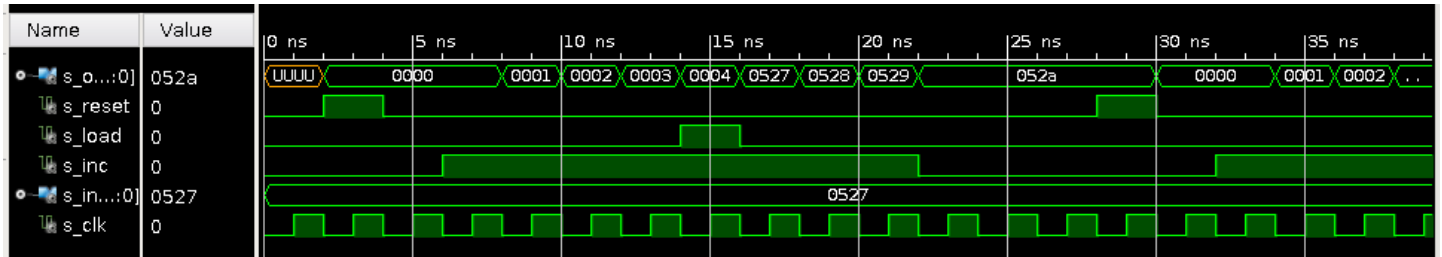 Name Value
0 ns 5 ns 10 ns 15 ns 20 ns 25 ns 30 ns 35 ns
s_o...:0] 052a UUUU 0000 0001 0002 0003 0004 0527 0528 0529 052a 0000 0001 0002 ..
s_reset 0
s_load 0
s_inc 0
s_in...:0] 0527 0527
s_clk 0